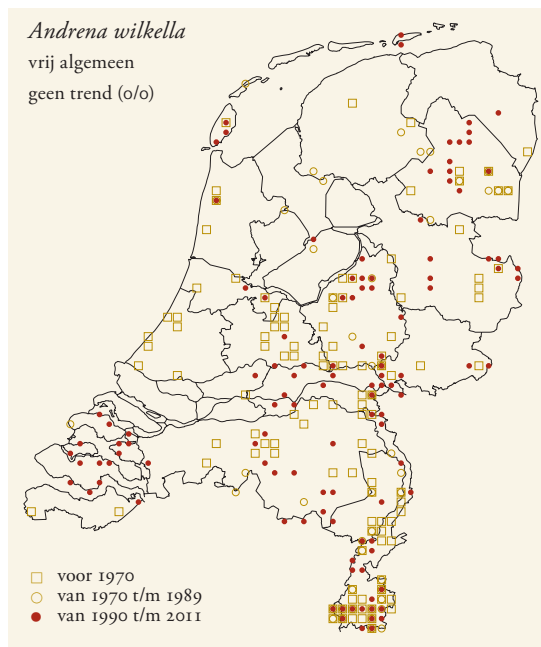 Andrena wilkella
vrij algemeen
geen trend (0/0)
voor 1970
van 1970 t/m 1989
van 1990 t/m 2011